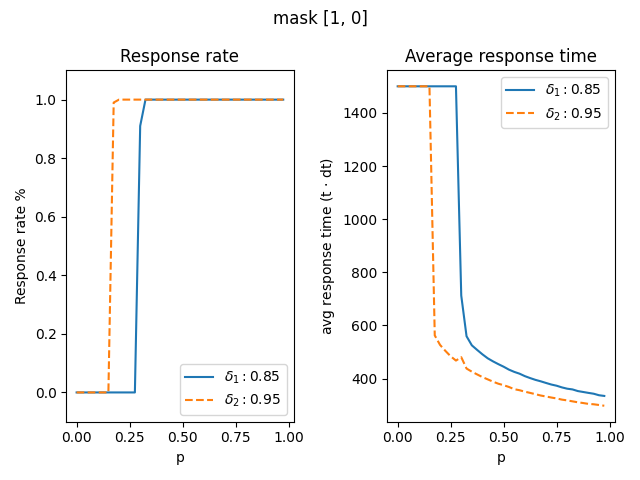 mask [1, 0]
Response rate
Response rate %
1.0
0.8
0.6
0.4
0.2
0.0
δ1 : 0.85
δ2 : 0.95
0.00 0.25 0.50 0.75 1.00
p
Average response time
avg response time (t · dt)
1400
1200
1000
800
600
400
δ1 : 0.85
δ2 : 0.95
0.00 0.25 0.50 0.75 1.00
p